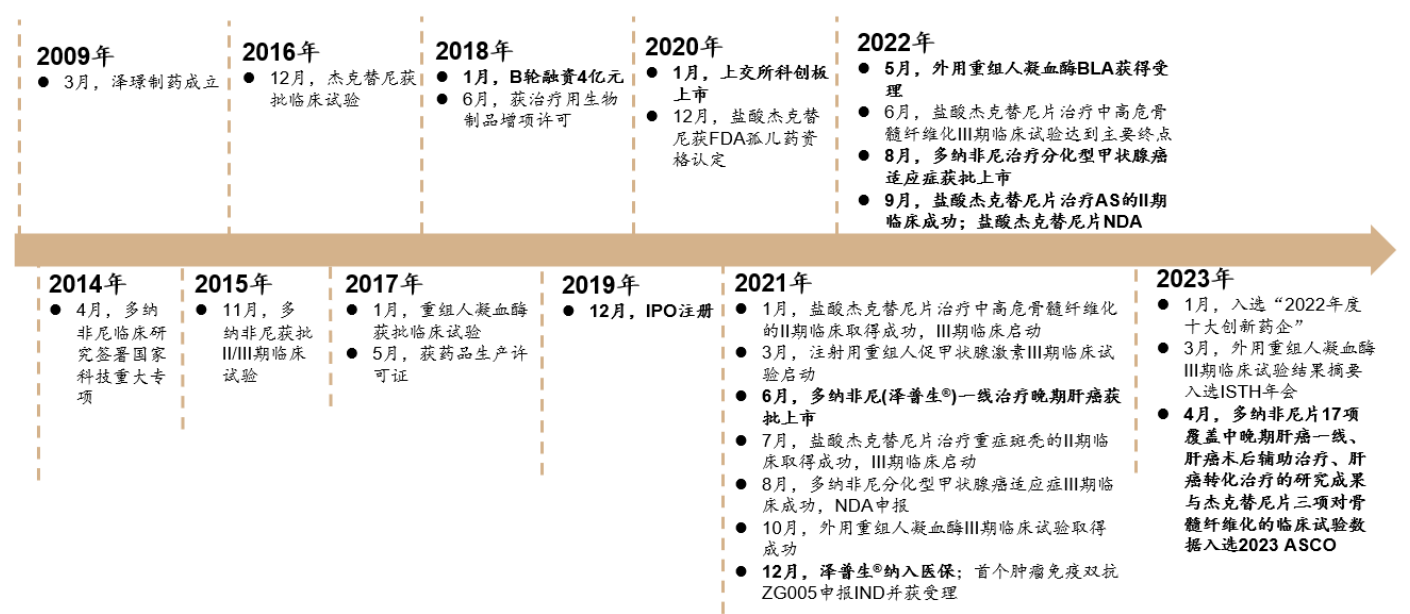 2009年
● 3月，泽璟制药成立
2016年
● 12月，杰克替尼获
批临床试验
2018年
● 1月，B轮融资4亿元
● 6月，获治疗用生物
制品增项许可
2020年
● 1月，上交所科创板
上市
● 12月，盐酸杰克替
尼获FDA孤儿药资
格认定
2022年
● 5月，外用重组人凝血酶BLA获得受
理
● 6月，盐酸杰克替尼片治疗中高危骨
髓纤维化III期临床试验达到主要终点
● 8月，多纳非尼治疗分化型甲状腺癌
适应症获批上市
● 9月，盐酸杰克替尼片治疗AS的II期
临床成功；盐酸杰克替尼片NDA
2014年
● 4月，多纳
非尼临床研
究签署国家
科技重大专
项
2015年
● 11月，多
纳非尼获批
II/III期临床
试验
2017年
● 1月，重组人凝血酶
获批临床试验
● 5月，获药品生产许
可证
2019年
● 12月，IPO注册
2021年
● 1月，盐酸杰克替尼片治疗中高危骨髓纤维化
的II期临床取得成功，III期临床启动
● 3月，注射用重组人促甲状腺激素III期临床试
验启动
● 6月，多纳非尼(泽普生®)一线治疗晚期肝癌获
批上市
● 7月，盐酸杰克替尼片治疗重症斑秃的II期临
床取得成功，III期临床启动
● 8月，多纳非尼分化型甲状腺癌适应症III期临
床成功，NDA申报
● 10月，外用重组人凝血酶III期临床试验取得
成功
● 12月，泽普生®纳入医保；首个肿瘤免疫双抗
ZG005申报IND并获受理
2023年
● 1月，入选“2022年度
十大创新药企”
● 3月，外用重组人凝血酶
III期临床试验结果摘要
入选ISTH年会
● 4月，多纳非尼片17项
覆盖中晚期肝癌一线、
肝癌术后辅助治疗、肝
癌转化治疗的研究成果
与杰克替尼片三项对骨
髓纤维化的临床试验数
据入选2023 ASCO